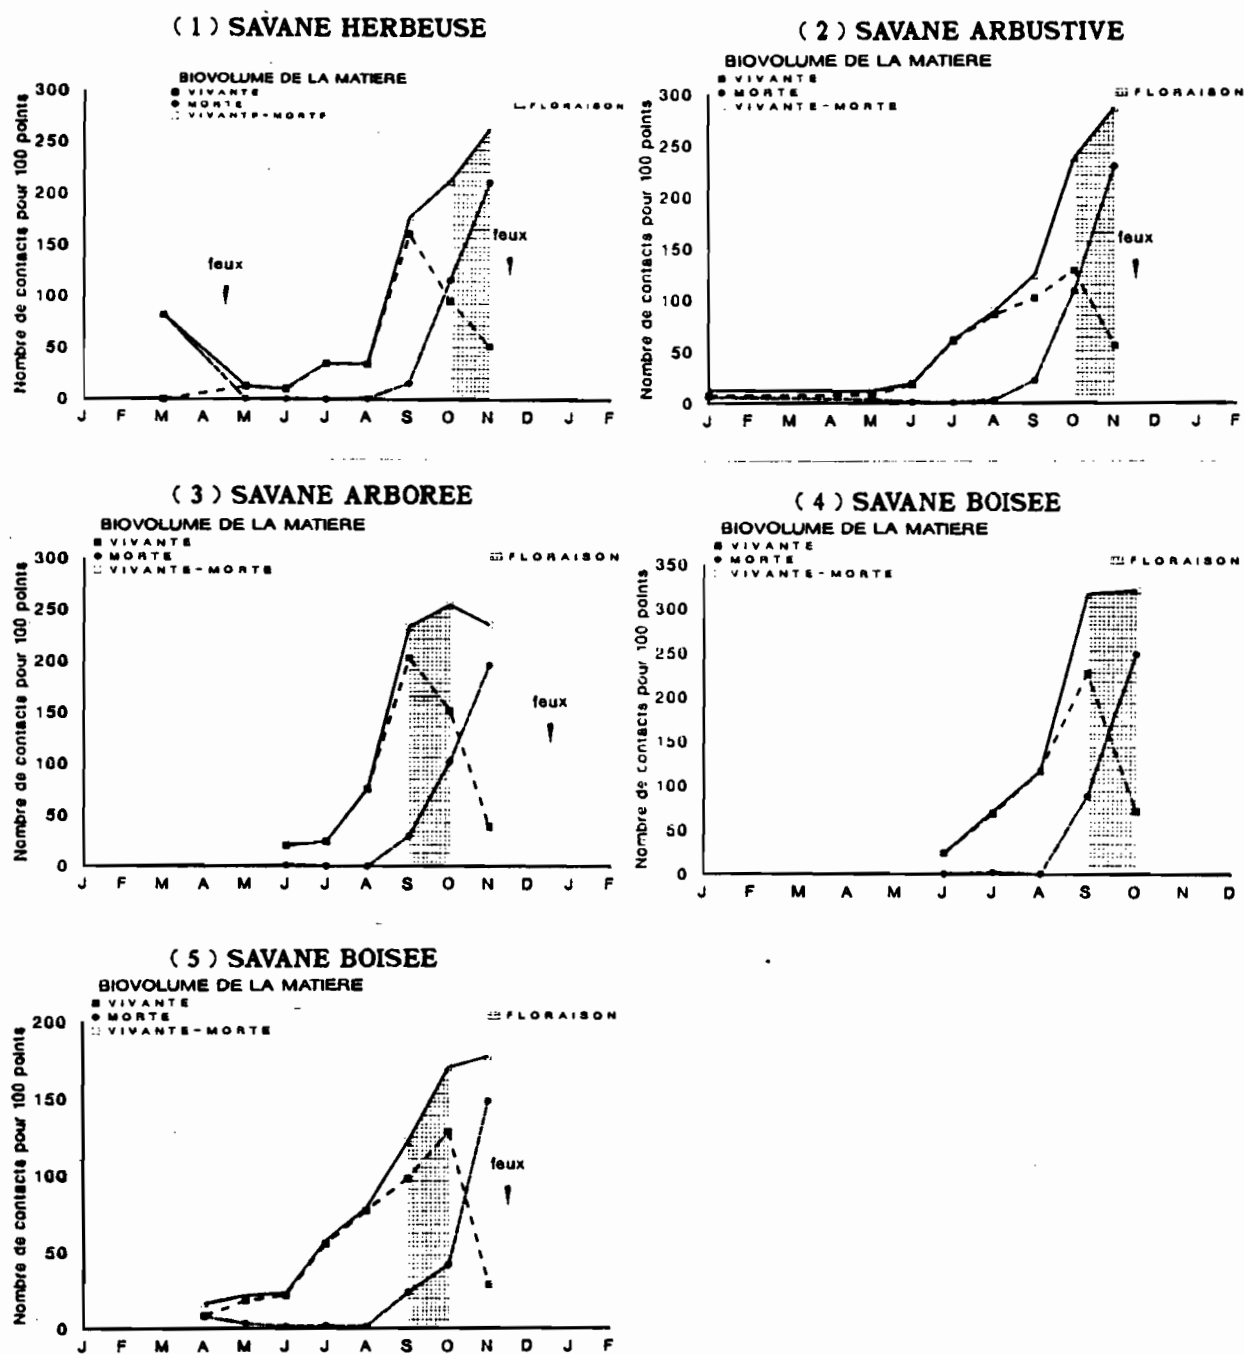 ( 1 ) SAVANE HERBEUSE
BIOVOLUME DE LA MATIERE
VIVANTE
MORTE
VIVANTE-MORTE
FLORAISON
Nombre de contacts pour 100 points
300
250
200
150
100
50
0
feux
feux
J F M A M J J A S O N D J F
( 2 ) SAVANE ARBUSTIVE
BIOVOLUME DE LA MATIERE
VIVANTE
MORTE
VIVANTE-MORTE
FLORAISON
Nombre de contacts pour 100 points
300
250
200
150
100
50
0
feux
J F M A M J J A S O N D F
( 3 ) SAVANE ARBOREE
BIOVOLUME DE LA MATIERE
VIVANTE
MORTE
VIVANTE-MORTE
FLORAISON
Nombre de contacts pour 100 points
300
250
200
150
100
50
0
feux
J F M A M J J A S O N D J F
( 4 ) SAVANE BOISEE
BIOVOLUME DE LA MATIERE
VIVANTE
MORTE
VIVANTE-MORTE
FLORAISON
Nombre de contacts pour 100 points
350
300
250
200
150
100
50
0
J F M A M J J A S O N D
( 5 ) SAVANE BOISEE
BIOVOLUME DE LA MATIERE
VIVANTE
MORTE
VIVANTE-MORTE
FLORAISON
Nombre de contacts pour 100 points
200
150
100
50
0
feux
J F M A M J J A S O N D J F